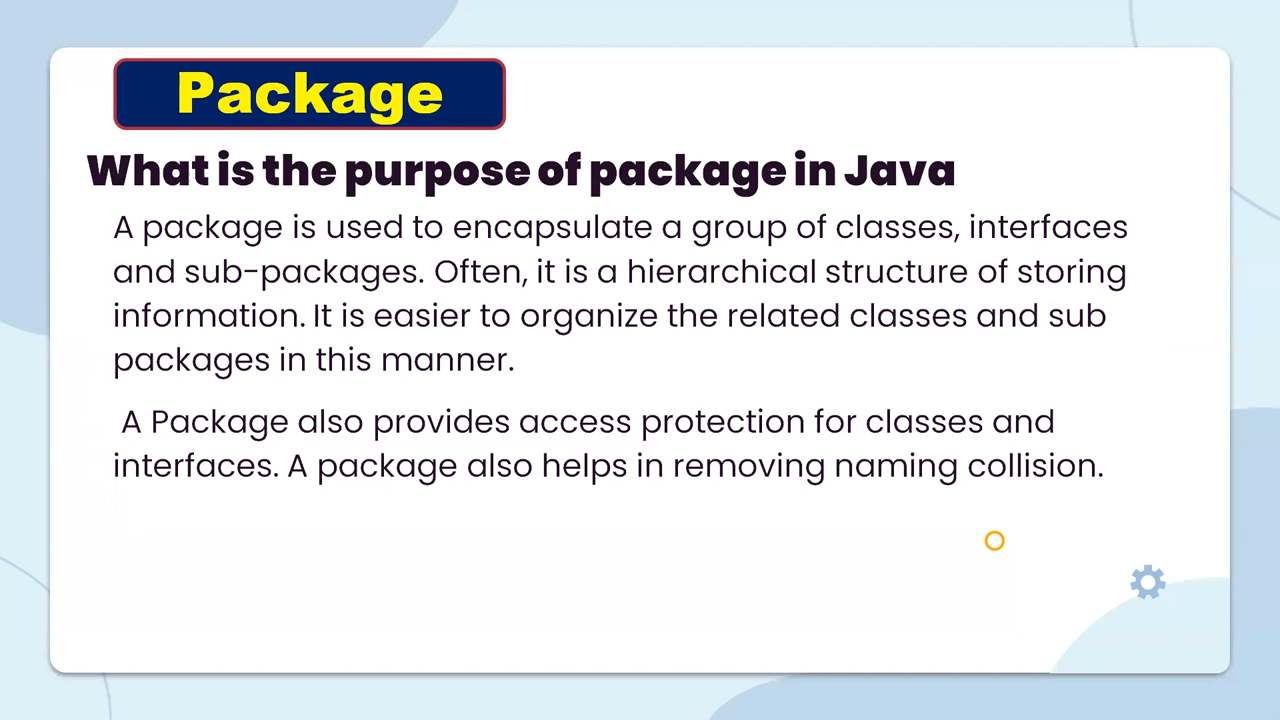 Package
What is the purpose of package in Java
A package is used to encapsulate a group of classes, interfaces
and sub-packages. Often, it is a hierarchical structure of storing
information. It is easier to organize the related classes and sub
packages in this manner.
A Package also provides access protection for classes and
interfaces. A package also helps in removing naming collision.